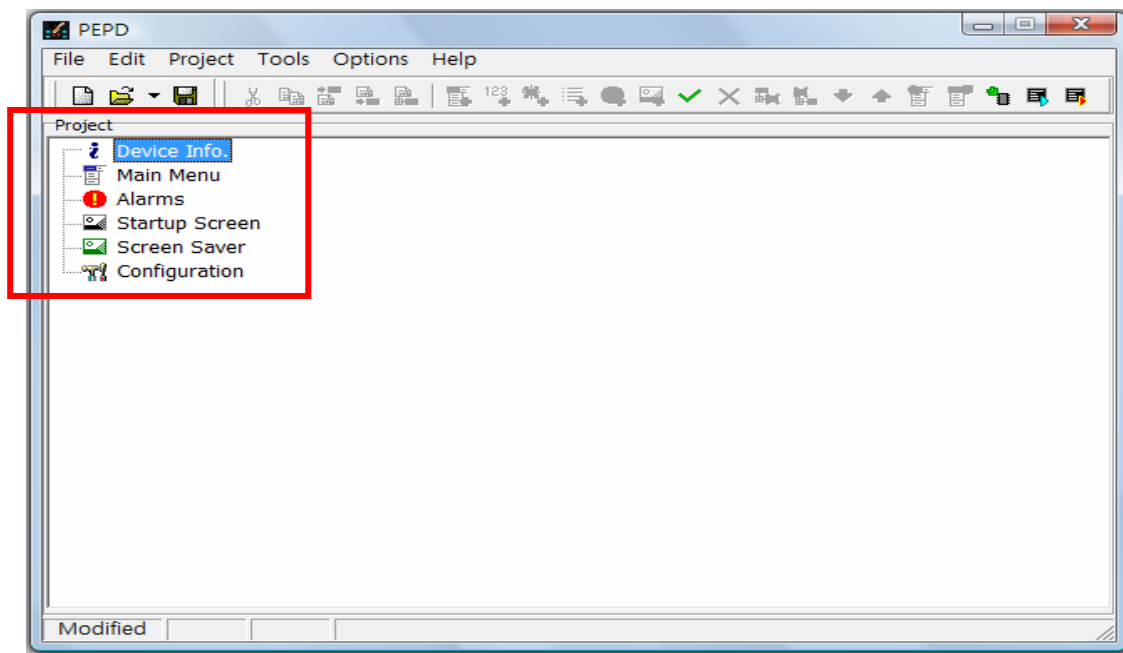 PEPD
File Edit Project Tools Options Help
123
Project
Device Info.
Main Menu
Alarms
Startup Screen
Screen Saver
Configuration
Modified